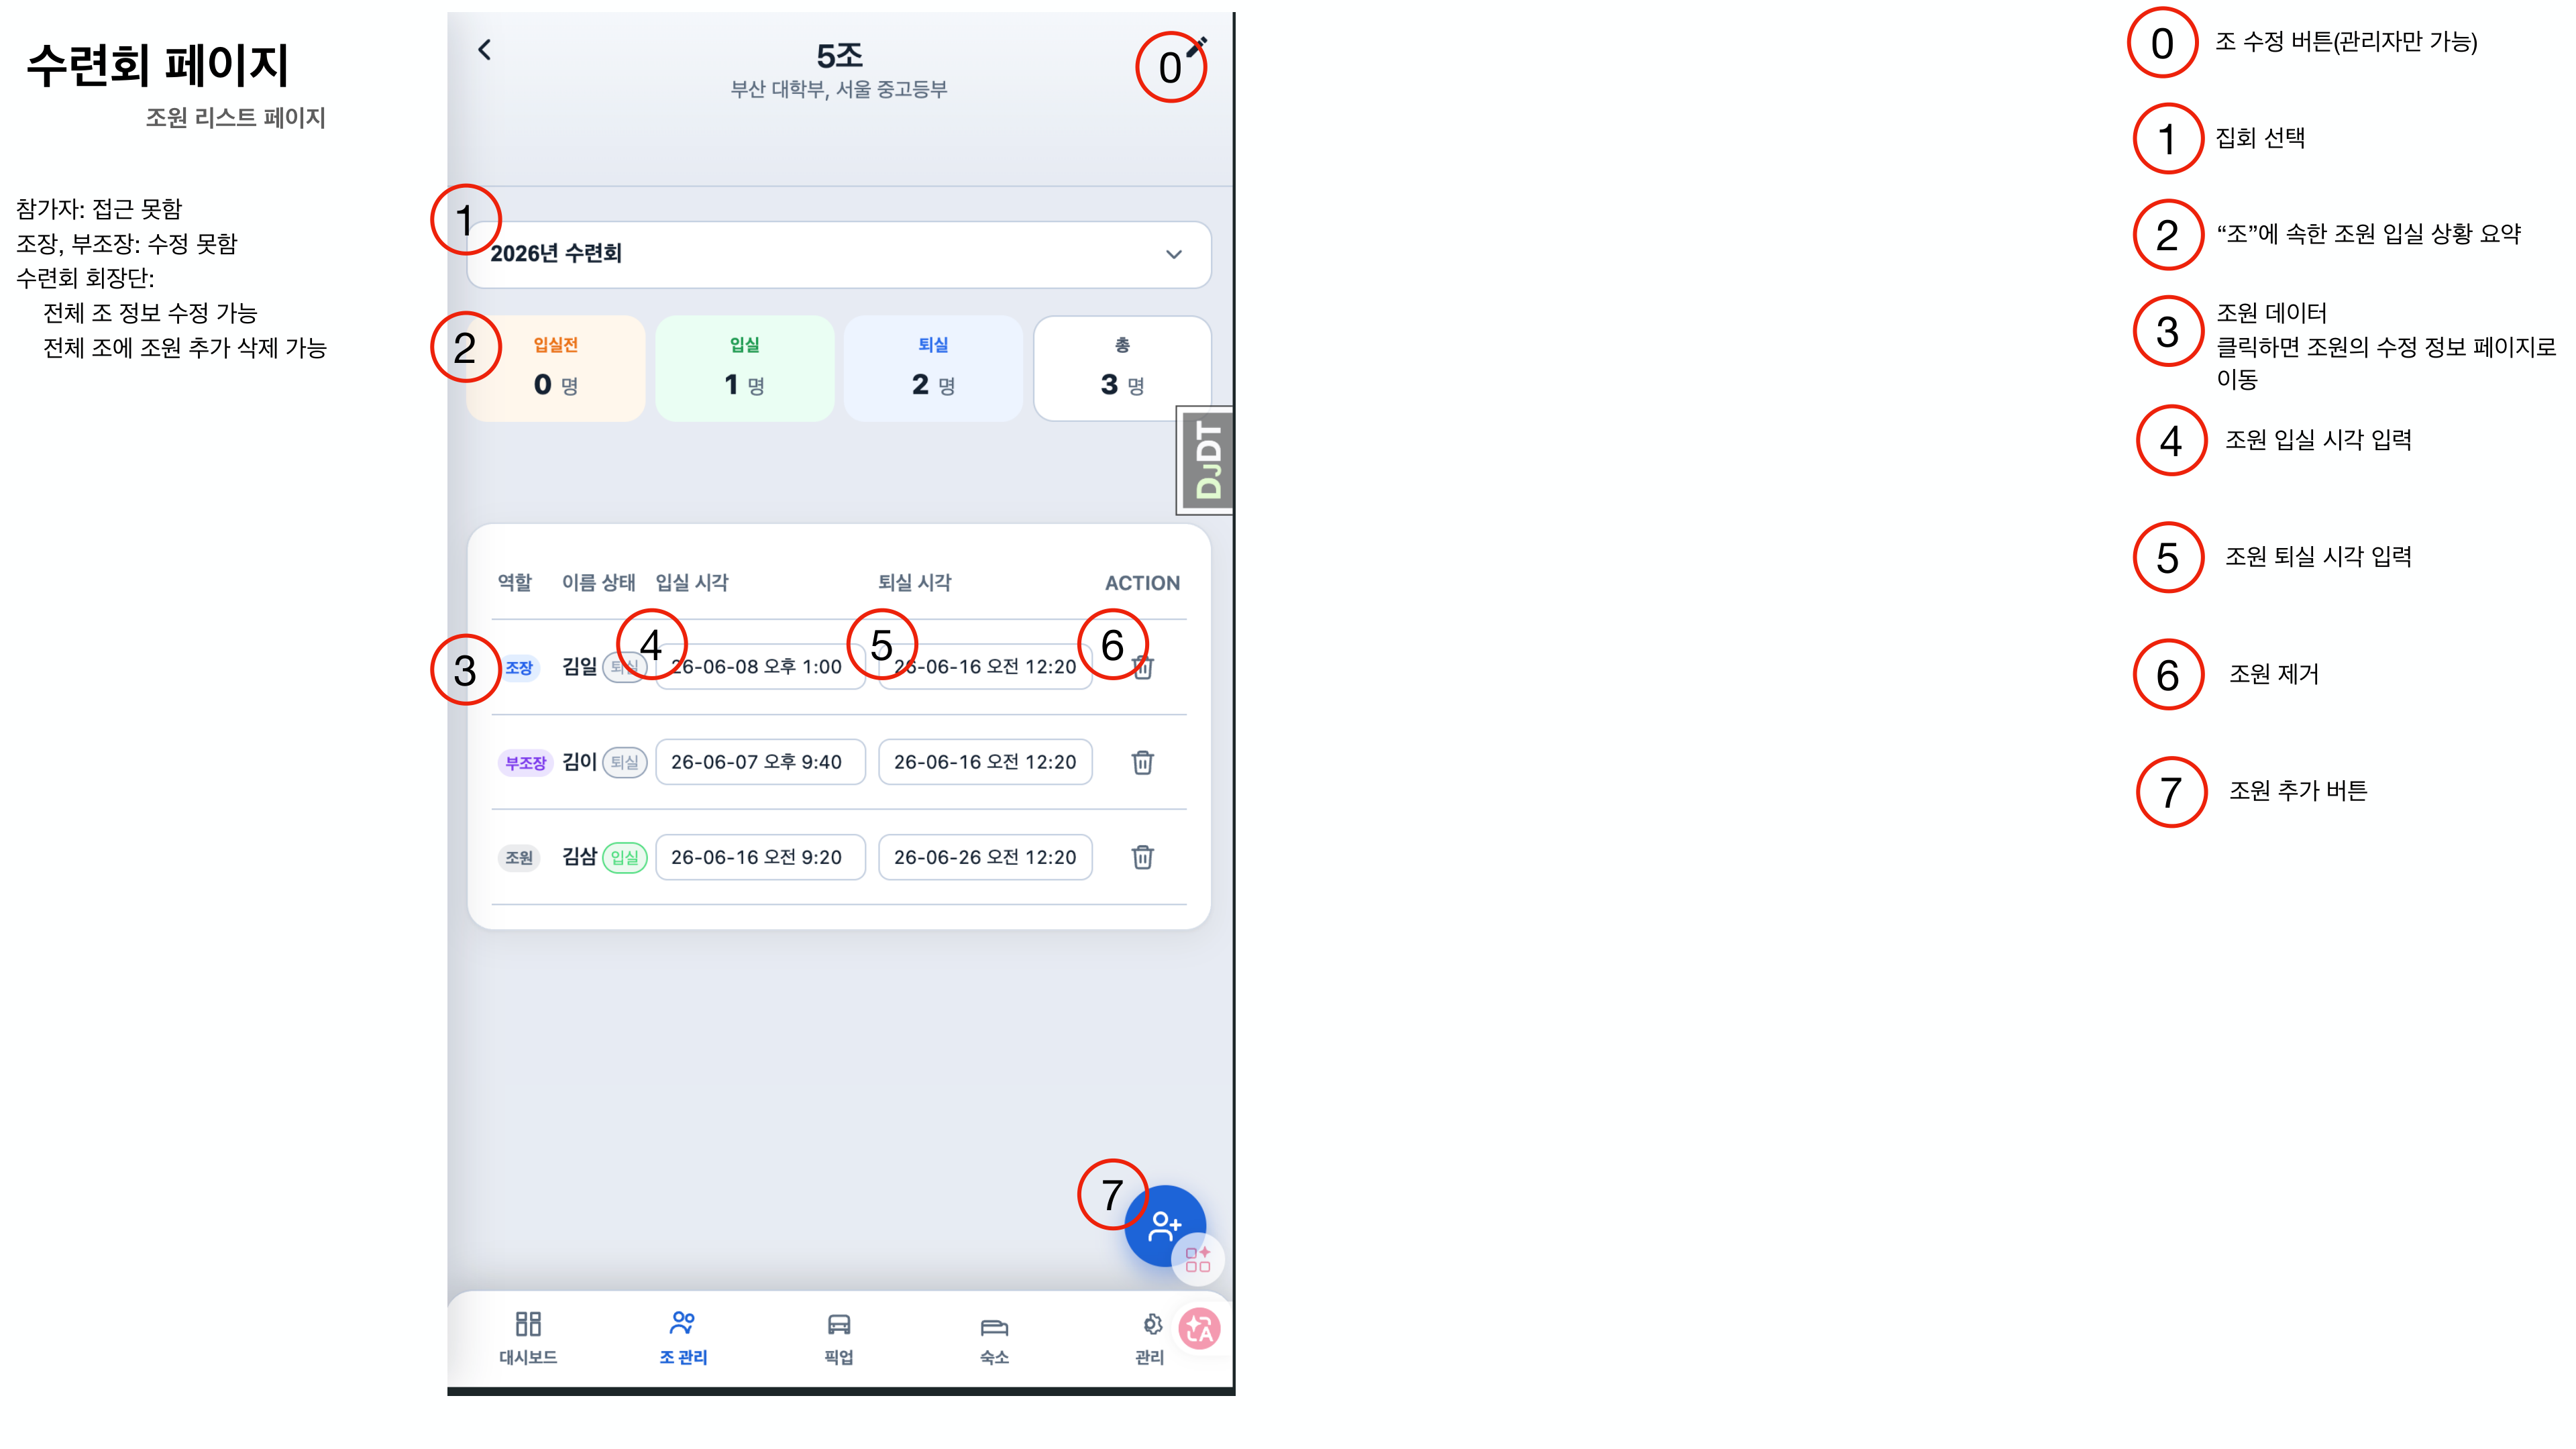 수련회 페이지
조원 리스트 페이지
참가자: 접근 못함
조장, 부조장: 수정 못함
수련회 회장단:
전체 조 정보 수정 가능
전체 조에 조원 추가 삭제 가능
5조
부산 대학부, 서울 중고등부
0
1
2026년 수련회
2
입실전
0 명
입실
1 명
퇴실
2 명
총
3 명
DJDT
역할 이름 상태 입실 시각 퇴실 시각 ACTION
4 5 6
3 조장 김일 퇴실 26-06-08 오후 1:00 26-06-16 오전 12:20
부조장 김이 퇴실 26-06-07 오후 9:40 26-06-16 오전 12:20
조원 김삼 입실 26-06-16 오전 9:20 26-06-26 오전 12:20
7
대시보드 조 관리 픽업 숙소 관리
0 조 수정 버튼(관리자만 가능)
1 집회 선택
2 “조”에 속한 조원 입실 상황 요약
3 조원 데이터
클릭하면 조원의 수정 정보 페이지로
이동
4 조원 입실 시각 입력
5 조원 퇴실 시각 입력
6 조원 제거
7 조원 추가 버튼